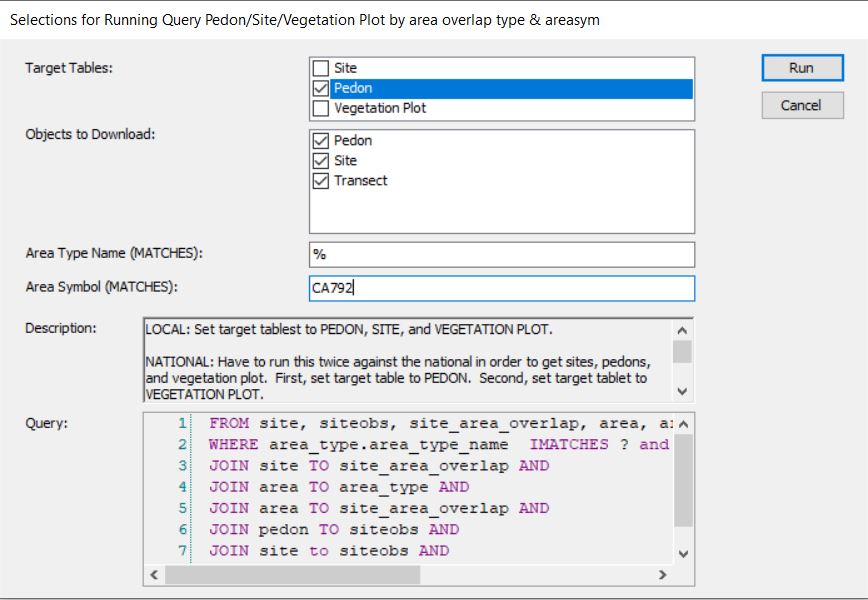 Selections for Running Query Pedon/Site/Vegetation Plot by area overlap type & areasym
Target Tables:
Site
Pedon
Vegetation Plot
Run
Cancel
Objects to Download:
Pedon
Site
Transect
Area Type Name (MATCHES):
%
Area Symbol (MATCHES):
CA792
Description:
LOCAL: Set target tablest to PEDON, SITE, and VEGETATION PLOT.
NATIONAL: Have to run this twice against the national in order to get sites, pedons,
and vegetation plot. First, set target table to PEDON. Second, set target tablet to
VEGETATION PLOT.
Query:
1 FROM site, siteobs, site_area_overlap, area,
2 WHERE area_type.area_type_name IMATCHES ? and
3 JOIN site TO site_area_overlap AND
4 JOIN area TO area_type AND
5 JOIN area TO site_area_overlap AND
6 JOIN pedon TO siteobs AND
7 JOIN site to siteobs AND